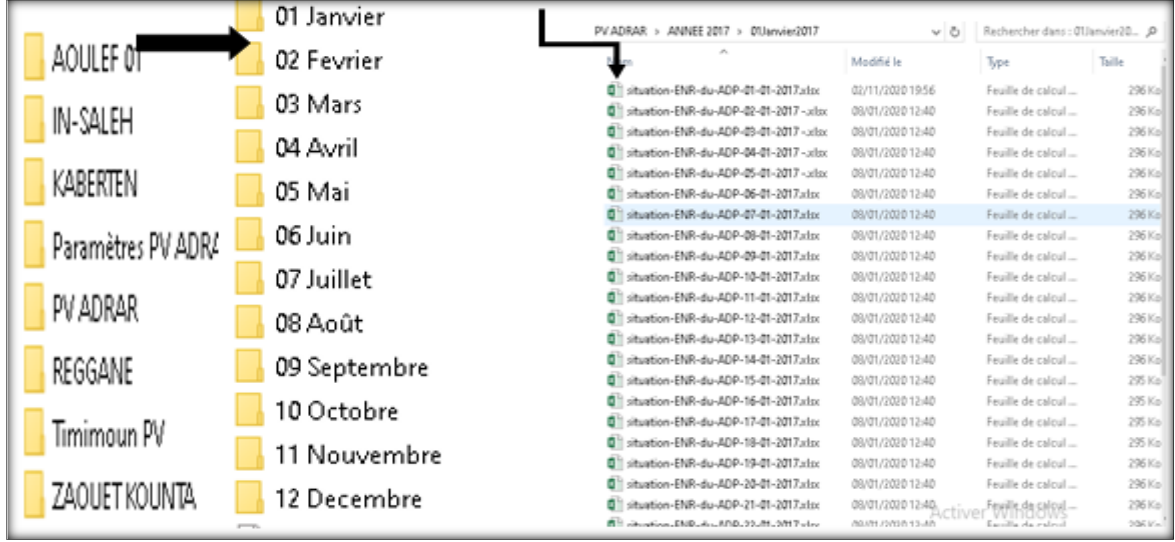 AOULEF 01
IN-SALEH
KABERTEN
Paramètres PV ADRA
PV ADRAR
REGGANE
Timimoun PV
ZAOUET KOUNTA
01 Janvier
02 Fevrier
03 Mars
04 Avril
05 Mai
06 Juin
07 Juillet
08 Août
09 Septembre
10 Octobre
11 Nouvembre
12 Decembre
PV ADRAR > ANNEE 2017 > 01Janvier2017
Rechercher dans : 01Janvier20...
Modifié le Type Taille
situation-ENR-du-ADP-01-01-2017.xlsx 02/11/2020 19:56 Feuille de calcul ... 296 Ko
situation-ENR-du-ADP-02-01-2017 -.xlsx 08/01/2020 12:40 Feuille de calcul ... 296 Ko
situation-ENR-du-ADP-03-01-2017 -.xlsx 08/01/2020 12:40 Feuille de calcul ... 296 Ko
situation-ENR-du-ADP-04-01-2017 -.xlsx 08/01/2020 12:40 Feuille de calcul ... 296 Ko
situation-ENR-du-ADP-05-01-2017 -.xlsx 08/01/2020 12:40 Feuille de calcul ... 296 Ko
situation-ENR-du-ADP-06-01-2017.xlsx 08/01/2020 12:40 Feuille de calcul ... 296 Ko
situation-ENR-du-ADP-07-01-2017.xlsx 08/01/2020 12:40 Feuille de calcul ... 296 Ko
situation-ENR-du-ADP-08-01-2017.xlsx 08/01/2020 12:40 Feuille de calcul ... 296 Ko
situation-ENR-du-ADP-09-01-2017.xlsx 08/01/2020 12:40 Feuille de calcul ... 296 Ko
situation-ENR-du-ADP-10-01-2017.xlsx 08/01/2020 12:40 Feuille de calcul ... 296 Ko
situation-ENR-du-ADP-11-01-2017.xlsx 08/01/2020 12:40 Feuille de calcul ... 296 Ko
situation-ENR-du-ADP-12-01-2017.xlsx 08/01/2020 12:40 Feuille de calcul ... 296 Ko
situation-ENR-du-ADP-13-01-2017.xlsx 08/01/2020 12:40 Feuille de calcul ... 296 Ko
situation-ENR-du-ADP-14-01-2017.xlsx 08/01/2020 12:40 Feuille de calcul ... 296 Ko
situation-ENR-du-ADP-15-01-2017.xlsx 08/01/2020 12:40 Feuille de calcul ... 295 Ko
situation-ENR-du-ADP-16-01-2017.xlsx 08/01/2020 12:40 Feuille de calcul ... 295 Ko
situation-ENR-du-ADP-17-01-2017.xlsx 08/01/2020 12:40 Feuille de calcul ... 295 Ko
situation-ENR-du-ADP-18-01-2017.xlsx 08/01/2020 12:40 Feuille de calcul ... 295 Ko
situation-ENR-du-ADP-19-01-2017.xlsx 08/01/2020 12:40 Feuille de calcul ... 296 Ko
situation-ENR-du-ADP-20-01-2017.xlsx 08/01/2020 12:40 Feuille de calcul ... 296 Ko
situation-ENR-du-ADP-21-01-2017.xlsx 08/01/2020 12:40 Feuille de calcul ... 296 Ko
Activer Windows
situation-ENR-du-ADP-22-01-2017.xlsx 08/01/2020 12:40 Feuille de calcul ... 296 Ko